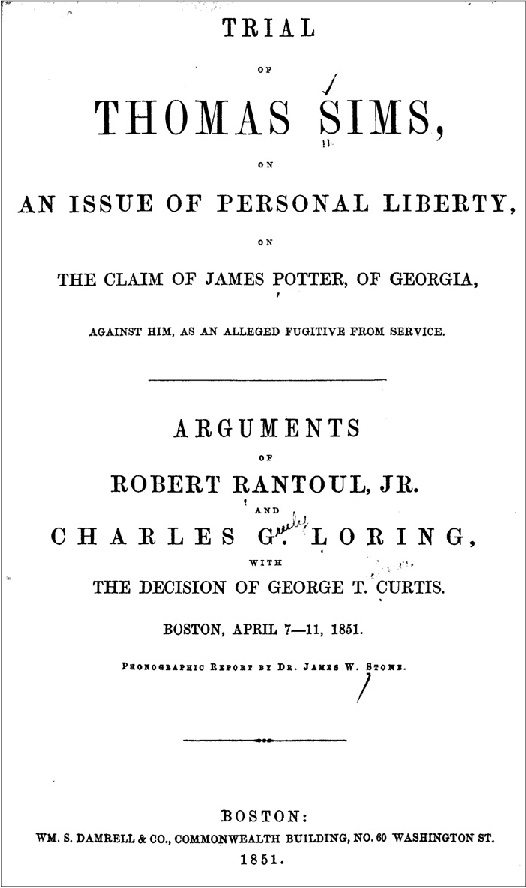 TRIAL
OF
THOMAS SIMS,
ON
AN ISSUE OF PERSONAL LIBERTY,
ON
THE CLAIM OF JAMES POTTER, OF GEORGIA,
AGAINST HIM, AS AN ALLEGED FUGITIVE FROM SERVICE.
ARGUMENTS
OF
ROBERT RANTOUL, JR.
AND
CHARLES G. LORING,
WITH
THE DECISION OF GEORGE T. CURTIS.
BOSTON, APRIL 7—11, 1851.
PHONOGRAPHIC REPORT BY DR. JAMES W. STONE.
BOSTON:
WM. S. DAMRELL & CO., COMMONWEALTH BUILDING, NO. 60 WASHINGTON ST.
1851.